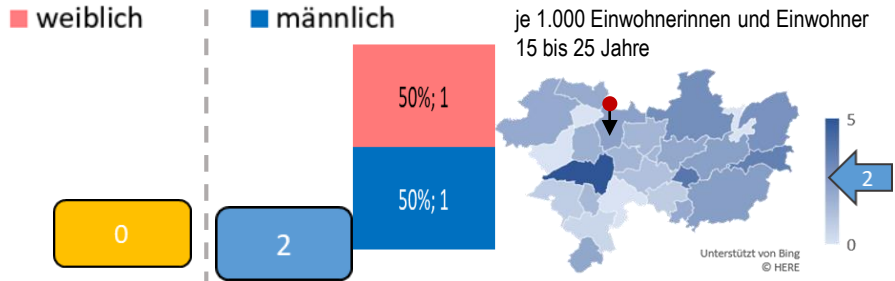 weiblich
männlich
je 1.000 Einwohnerinnen und Einwohner
15 bis 25 Jahre
50%; 1
50%; 1
0
2
5
2
0
Unterstützt von Bing
© HERE